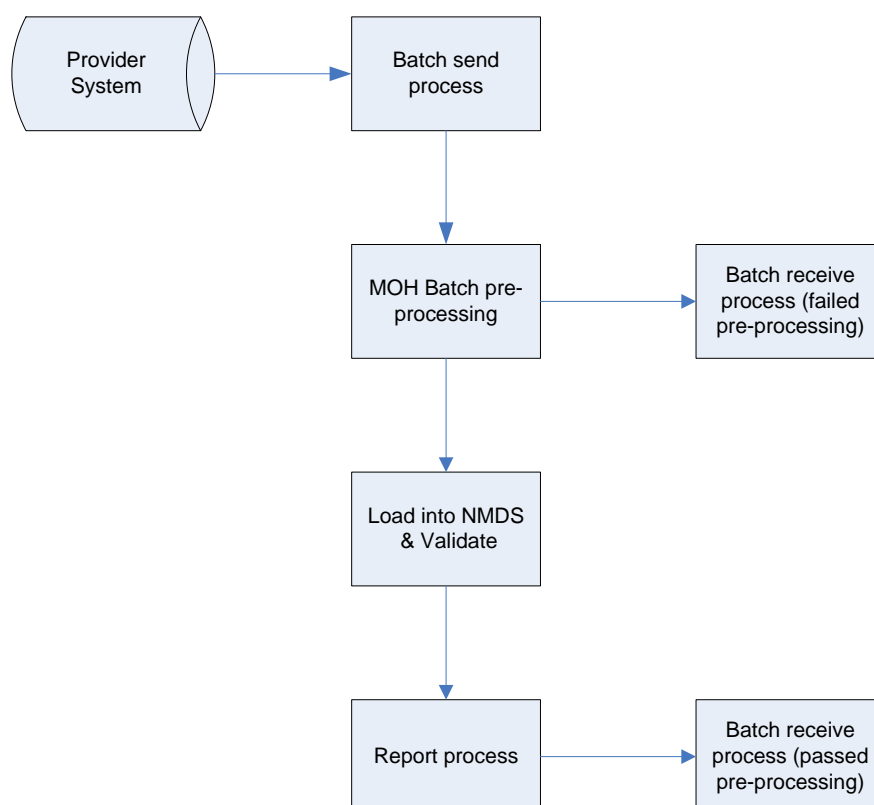 Provider
System
Batch send
process
MOH Batch pre-
processing
Batch receive
process (failed
pre-processing)
Load into NMDS
& Validate
Report process
Batch receive
process (passed
pre-processing)